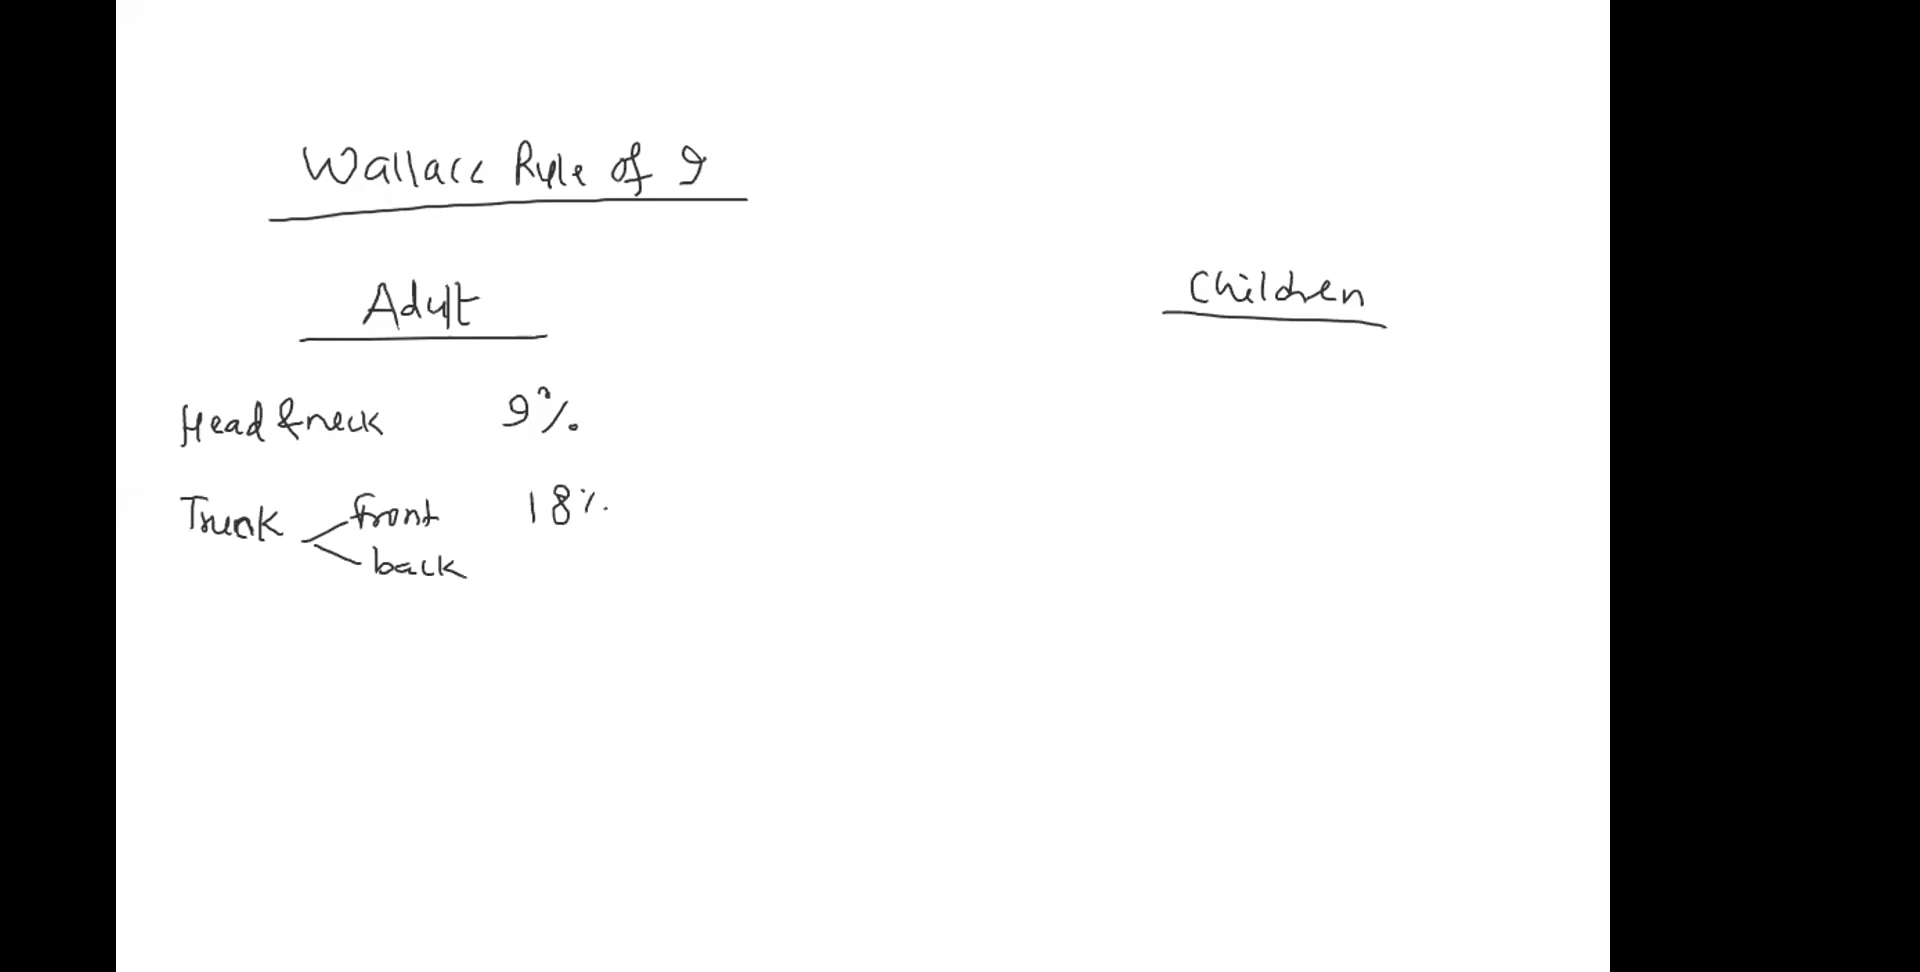 Wallace Rule of 9
Adult
Children
Head & neck 9%
Trunk front 18%
back